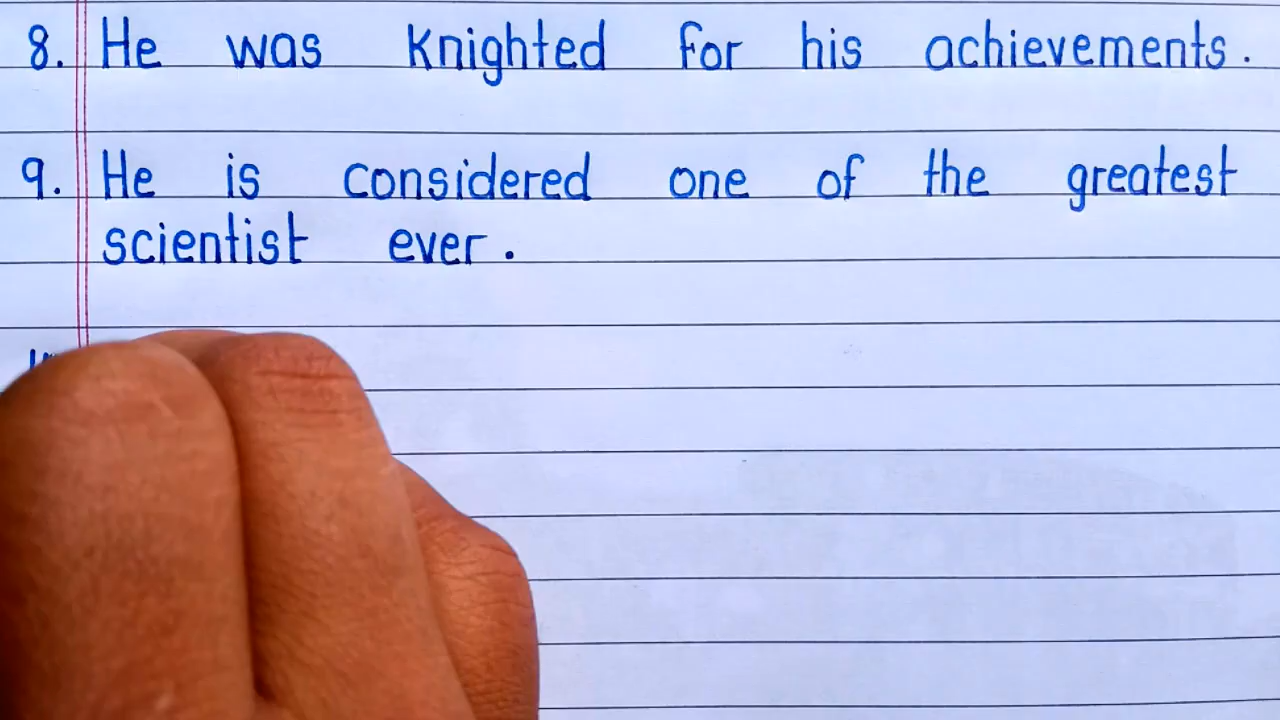 8. He was knighted for his achievements.
9. He is considered one of the greatest
scientist ever.